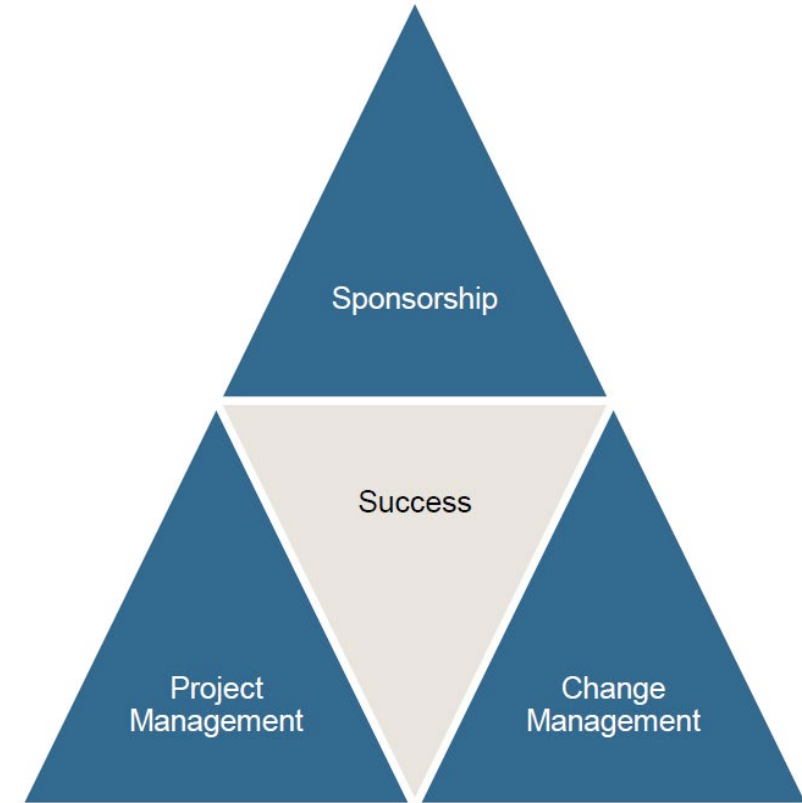 Sponsorship
Success
Project
Management
Change
Management